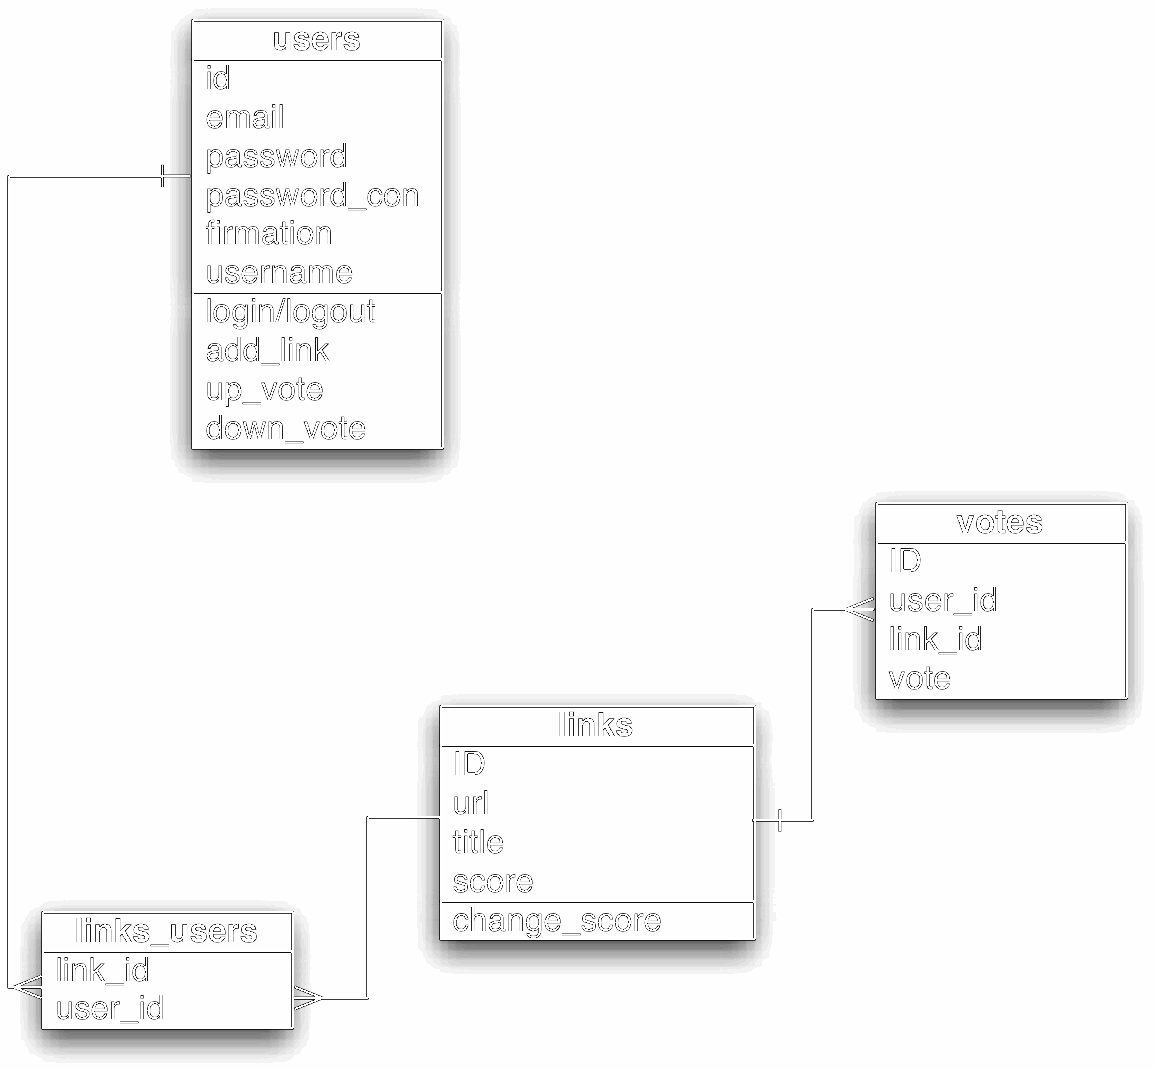 users
id
email
password
password_con
firmation
username
login/logout
add_link
up_vote
down_vote
votes
ID
user_id
link_id
vote
links
ID
url
title
score
change_score
links_users
link_id
user_id